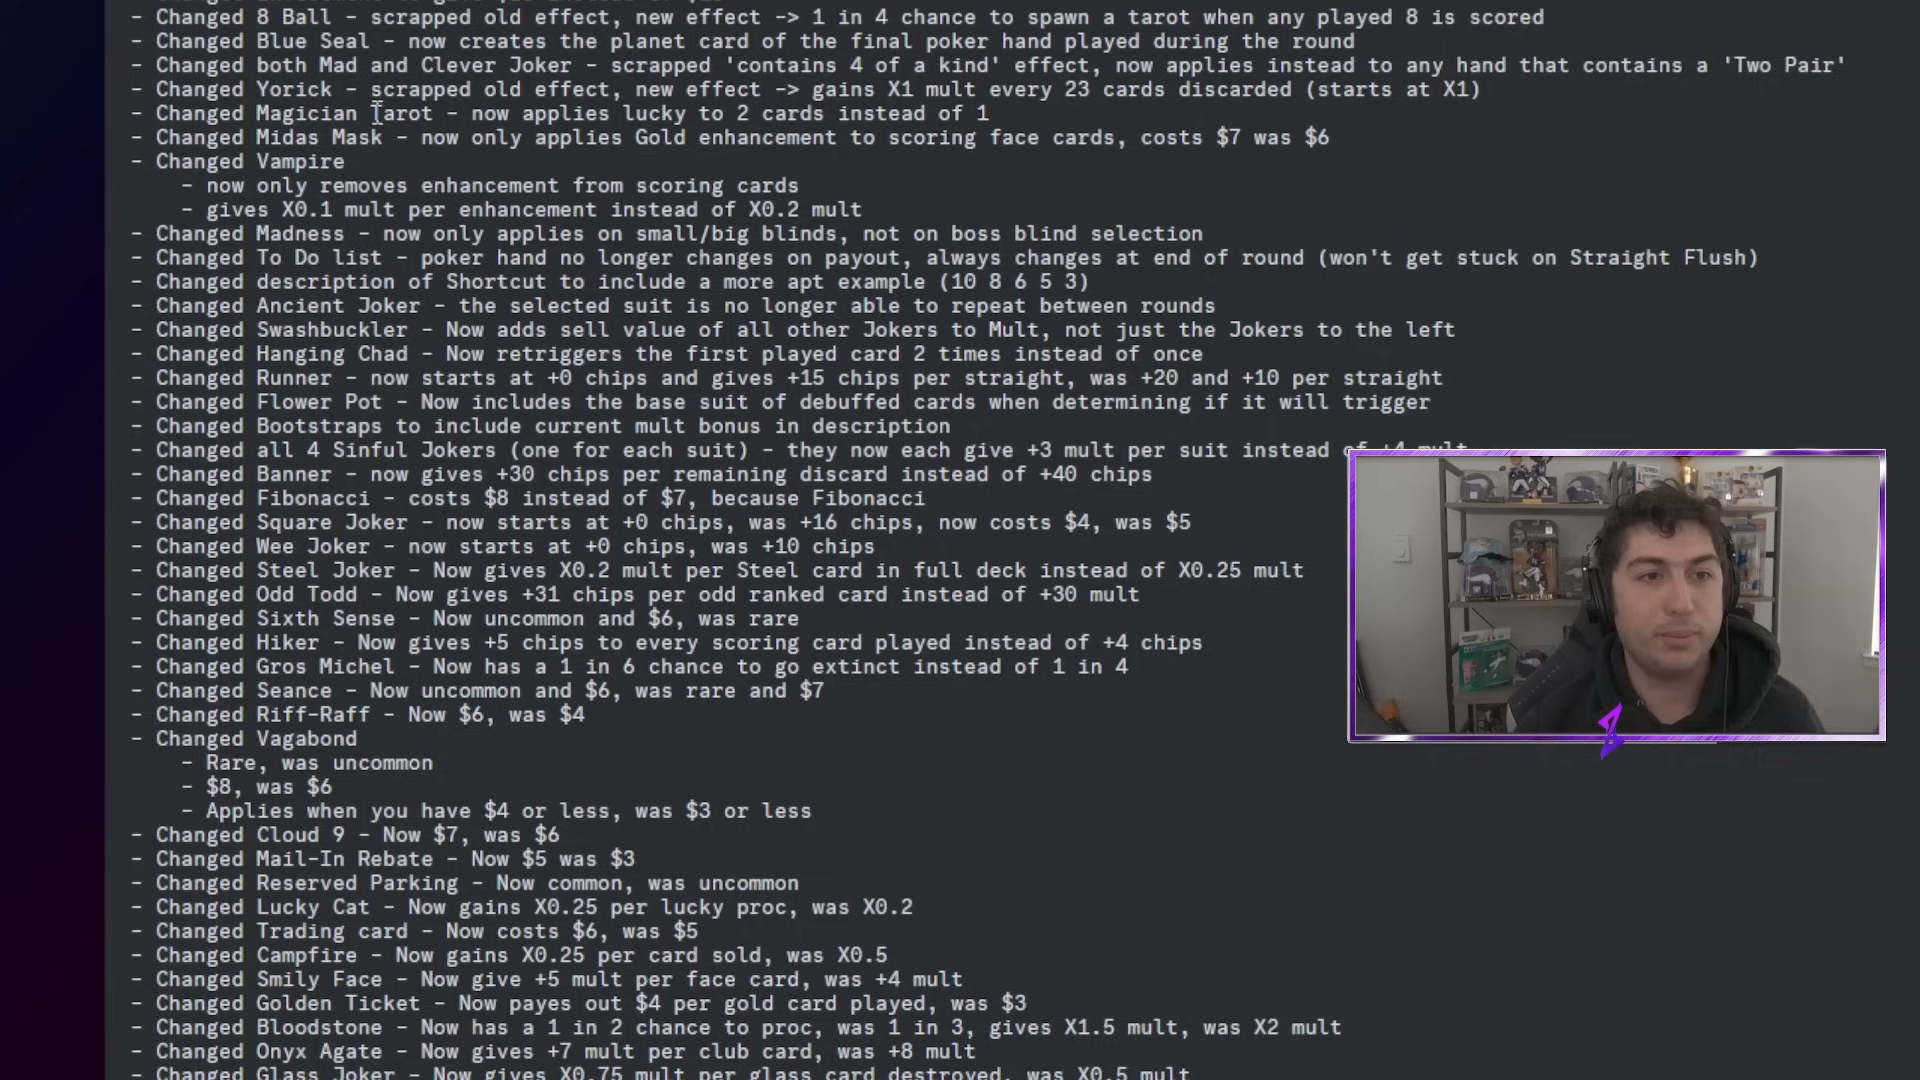 - Changed 8 Ball - scrapped old effect, new effect -> 1 in 4 chance to spawn a tarot when any played 8 is scored
- Changed Blue Seal - now creates the planet card of the final poker hand played during the round
- Changed both Mad and Clever Joker - scrapped 'contains 4 of a kind' effect, now applies instead to any hand that contains a 'Two Pair'
- Changed Yorick - scrapped old effect, new effect -> gains X1 mult every 23 cards discarded (starts at X1)
- Changed Magician Tarot - now applies lucky to 2 cards instead of 1
- Changed Midas Mask - now only applies Gold enhancement to scoring face cards, costs $7 was $6
- Changed Vampire
- now only removes enhancement from scoring cards
- gives X0.1 mult per enhancement instead of X0.2 mult
- Changed Madness - now only applies on small/big blinds, not on boss blind selection
- Changed To Do list - poker hand no longer changes on payout, always changes at end of round (won't get stuck on Straight Flush)
- Changed description of Shortcut to include a more apt example (10 8 6 5 3)
- Changed Ancient Joker - the selected suit is no longer able to repeat between rounds
- Changed Swashbuckler - Now adds sell value of all other Jokers to Mult, not just the Jokers to the left
- Changed Hanging Chad - Now retriggers the first played card 2 times instead of once
- Changed Runner - now starts at +0 chips and gives +15 chips per straight, was +20 and +10 per straight
- Changed Flower Pot - Now includes the base suit of debuffed cards when determining if it will trigger
- Changed Bootstraps to include current mult bonus in description
- Changed all 4 Sinful Jokers (one for each suit) - they now each give +3 mult per suit instead of +4 mult
- Changed Banner - now gives +30 chips per remaining discard instead of +40 chips
- Changed Fibonacci - costs $8 instead of $7, because Fibonacci
- Changed Square Joker - now starts at +0 chips, was +16 chips, now costs $4, was $5
- Changed Wee Joker - now starts at +0 chips, was +10 chips
- Changed Steel Joker - Now gives X0.2 mult per Steel card in full deck instead of X0.25 mult
- Changed Odd Todd - Now gives +31 chips per odd ranked card instead of +30 mult
- Changed Sixth Sense - Now uncommon and $6, was rare
- Changed Hiker - Now gives +5 chips to every scoring card played instead of +4 chips
- Changed Gros Michel - Now has a 1 in 6 chance to go extinct instead of 1 in 4
- Changed Seance - Now uncommon and $6, was rare and $7
- Changed Riff-Raff - Now $6, was $4
- Changed Vagabond
- Rare, was uncommon
- $8, was $6
- Applies when you have $4 or less, was $3 or less
- Changed Cloud 9 - Now $7, was $6
- Changed Mail-In Rebate - Now $5 was $3
- Changed Reserved Parking - Now common, was uncommon
- Changed Lucky Cat - Now gains X0.25 per lucky proc, was X0.2
- Changed Trading card - Now costs $6, was $5
- Changed Campfire - Now gains X0.25 per card sold, was X0.5
- Changed Smily Face - Now give +5 mult per face card, was +4 mult
- Changed Golden Ticket - Now payes out $4 per gold card played, was $3
- Changed Bloodstone - Now has a 1 in 2 chance to proc, was 1 in 3, gives X1.5 mult, was X2 mult
- Changed Onyx Agate - Now gives +7 mult per club card, was +8 mult
- Changed Glass Joker - Now gives X0.75 mult per glass card destroyed, was X0.5 mult